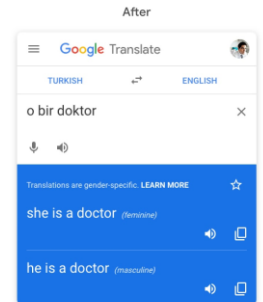 After
Google Translate
TURKISH ENGLISH
o bir doktor
Translations are gender-specific. LEARN MORE
she is a doctor (feminine)
he is a doctor (masculine)